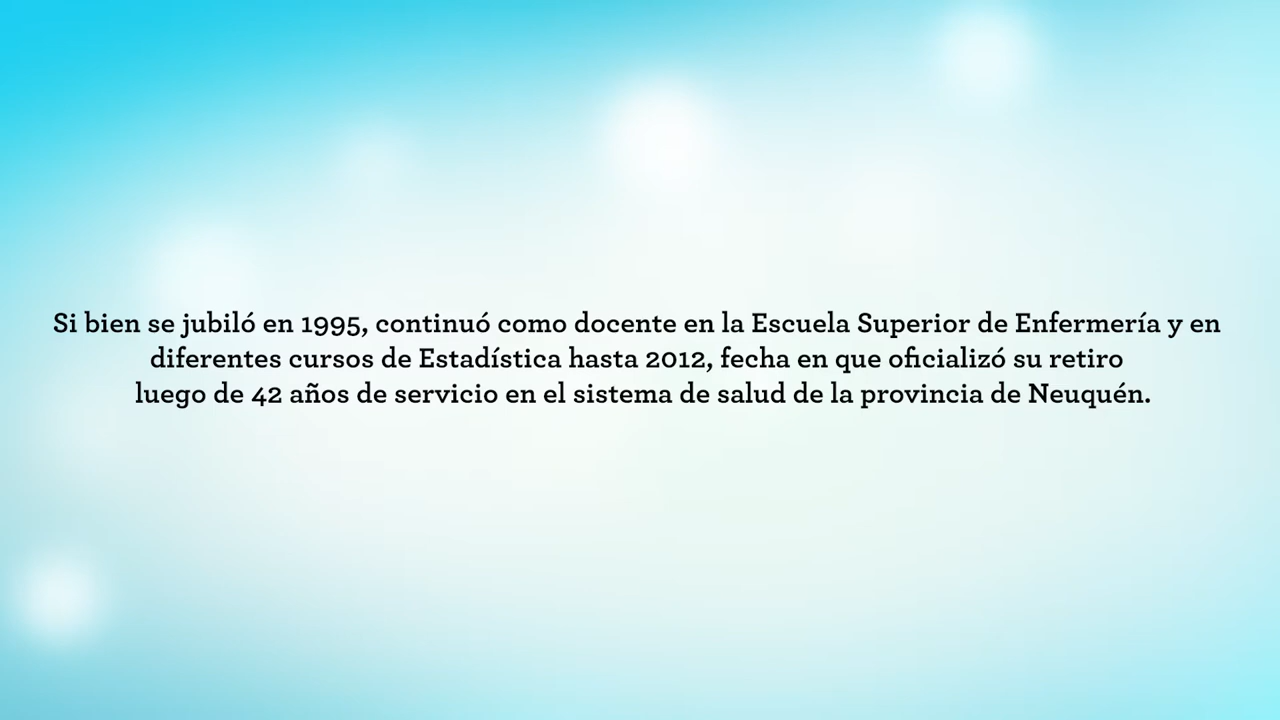 Si bien se jubiló en 1995, continuó como docente en la Escuela Superior de Enfermería y en
diferentes cursos de Estadística hasta 2012, fecha en que oficializó su retiro
luego de 42 años de servicio en el sistema de salud de la provincia de Neuquén.